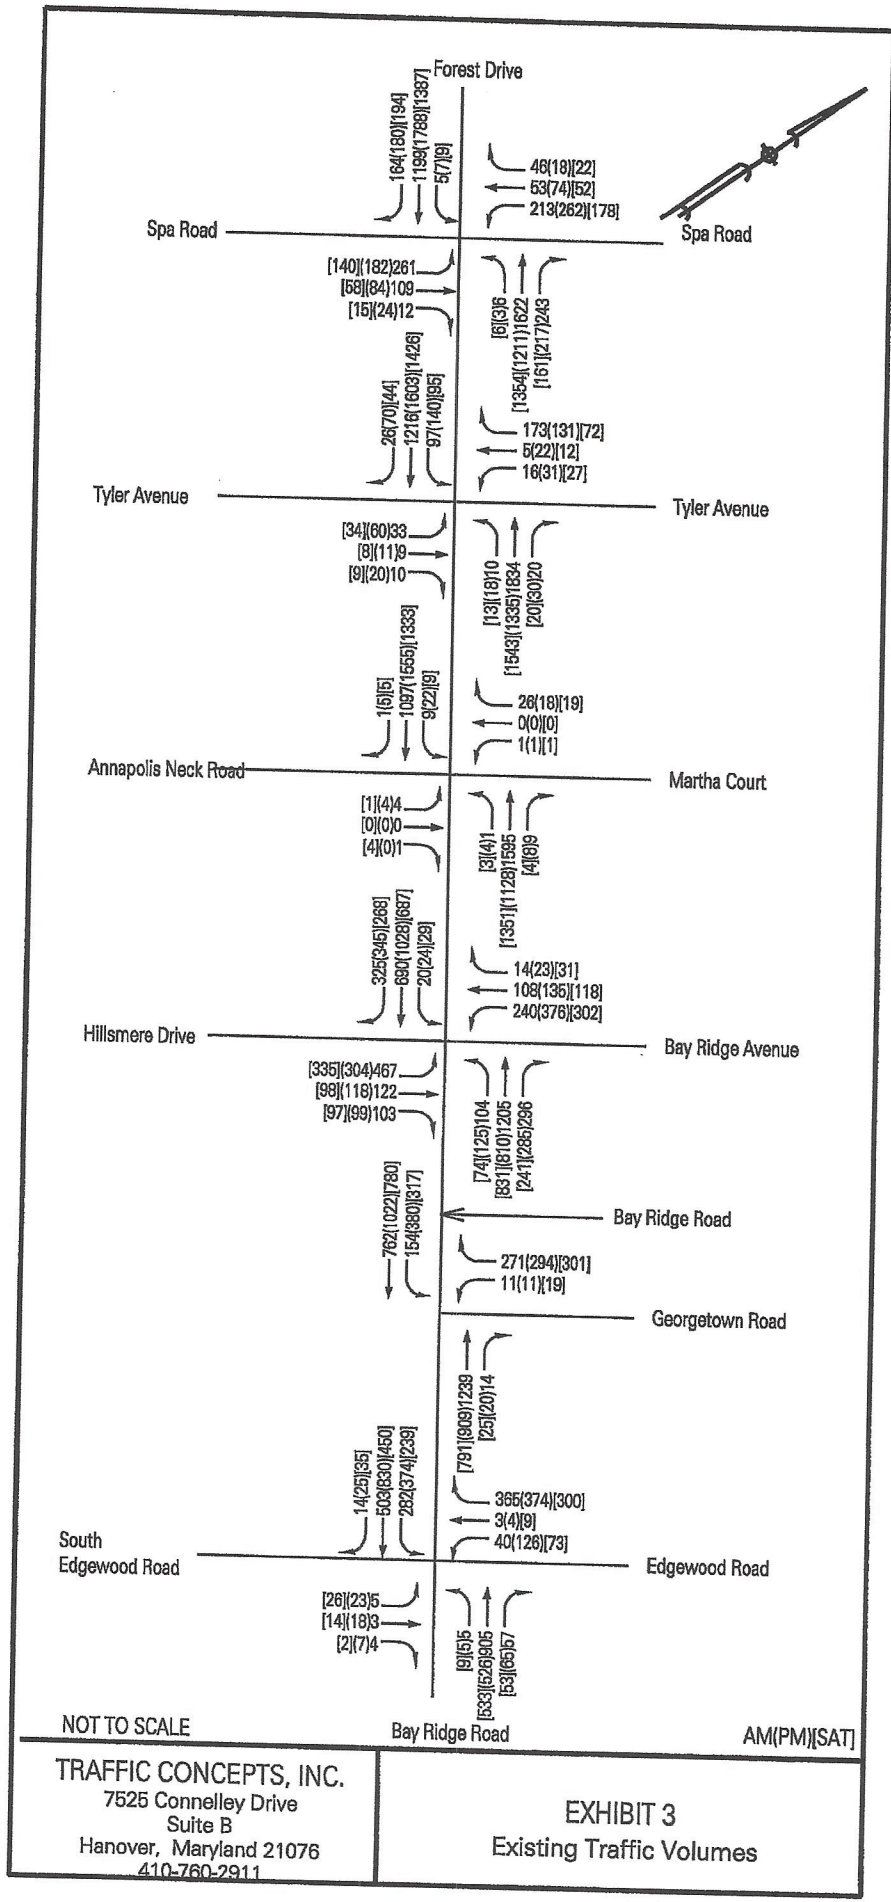 Forest Drive
164(180)[194]
1199(1788)[1387]
5(7)[9]
46(18)[22]
53(74)[52]
213(262)[178]
Spa Road
Spa Road
[140](182)261
[58](84)109
[15](24)12
[6](3)6
[1354](1211)1622
[161](217)243
26(70)[44]
1216(1603)[1426]
97(140)[95]
173(131)[72]
5(22)[12]
16(31)[27]
Tyler Avenue
Tyler Avenue
[34](60)33
[8](11)9
[9](20)10
[13](18)10
[1543](1335)1834
[20](30)20
1(5)[5]
1097(1555)[1333]
9(22)[9]
26(18)[19]
0(0)[0]
1(1)[1]
Annapolis Neck Road
Martha Court
[1](4)4
[0](0)0
[4](0)1
[3](4)1
[1351](1128)1595
[4](8)9
325(345)[268]
690(1028)[687]
20(24)[29]
14(23)[31]
108(135)[118]
240(376)[302]
Hillsmere Drive
Bay Ridge Avenue
[335](304)467
[98](118)122
[97](99)103
[74](125)104
[831](810)1205
[241](285)296
762(1022)[780]
154(380)[317]
Bay Ridge Road
271(294)[301]
11(11)[19]
Georgetown Road
[791](909)1239
[25](20)14
14(25)[35]
503(830)[450]
282(374)[239]
365(374)[300]
3(4)[9]
40(126)[73]
South
Edgewood Road
Edgewood Road
[26](23)5
[14](18)3
[2](7)4
[9](5)5
[533](526)905
[53](65)57
NOT TO SCALE
Bay Ridge Road
AM(PM)[SAT]
TRAFFIC CONCEPTS, INC.
7525 Connelley Drive
Suite B
Hanover, Maryland 21076
410-760-2911
EXHIBIT 3
Existing Traffic Volumes